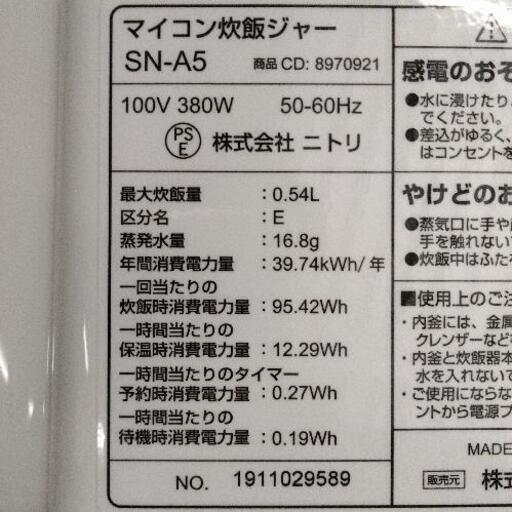 マイコン炊飯ジャー
SN-A5 商品 CD: 8970921
100V 380W 50-60Hz
PSE 株式会社 ニトリ
最大炊飯量 : 0.54L
区分名 : E
蒸発水量 : 16.8g
年間消費電力量 : 39.74kWh/年
一回当たりの
炊飯時消費電力量 : 95.42Wh
一時間当たりの
保温時消費電力量 : 12.29Wh
一時間当たりのタイマー
予約時消費電力量 : 0.27Wh
一時間当たりの
待機時消費電力量 : 0.19Wh
NO. 1911029589
感電のおそ
●水に浸けたり
でください。
●差込がゆるく、
はコンセントを
やけどのお
●蒸気口に手や
手を触れない
●炊飯中はふた
■使用上のご注
・内釜には、金属
クレンザーなど
・内釜と炊飯器本
水を入れないで
・ご使用にならな
ントから電源プ
MADE
販売元 株式